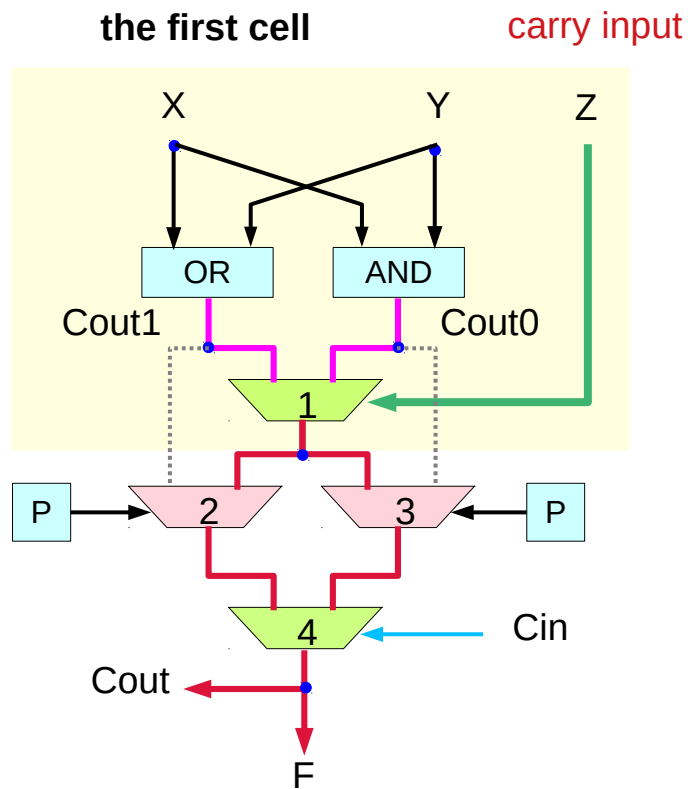 the first cell
carry input
X
Y
Z
OR
AND
Cout1
Cout0
1
P
2
3
P
4
Cin
Cout
F